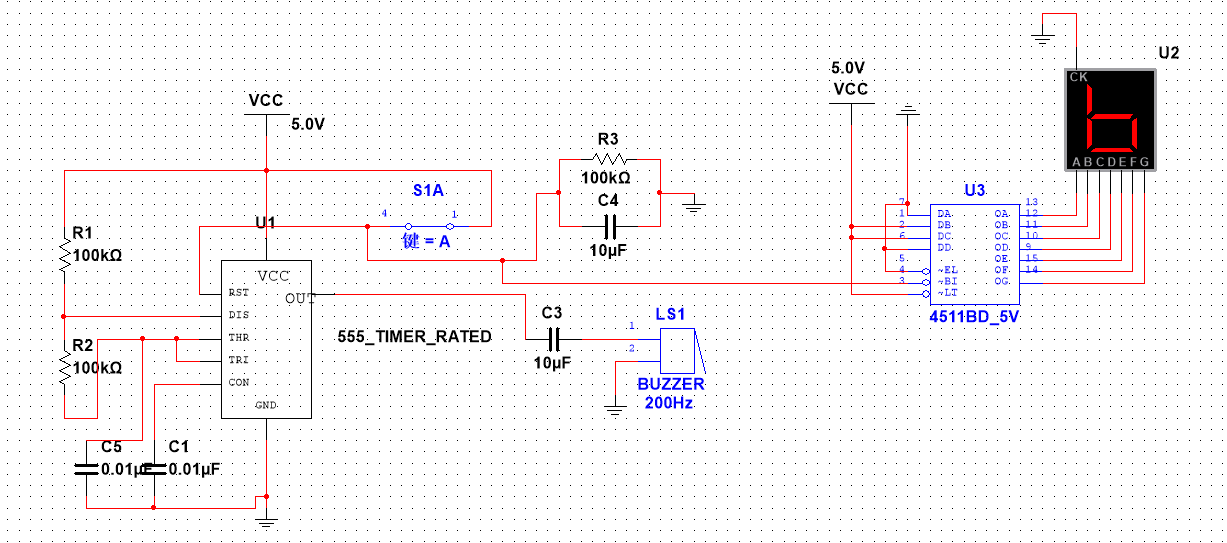 VCC
5.0V
R1
100kΩ
R2
100kΩ
U1
VCC
RST
OUT
DIS
THR
TRI
CON
GND
555_TIMER_RATED
C5
0.01µF
C1
0.01µF
S1A
4
1
键 = A
R3
100kΩ
C4
10µF
C3
10µF
LS1
1
2
BUZZER
200Hz
5.0V
VCC
U3
7
1
2
6
5
4
3
DA
DB
DC
DD
~EL
~BI
~LT
OA
OB
OC
OD
OE
OF
OG
13
12
11
10
9
15
14
4511BD_5V
U2
CK
b
A B C D E F G